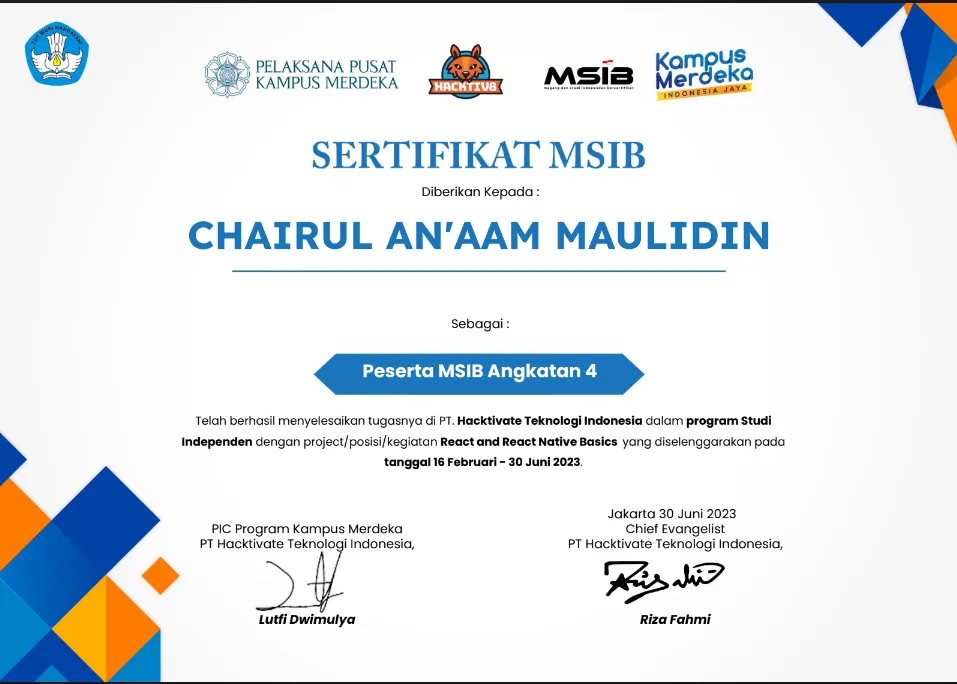 TUT WURI HANDAYANI
PELAKSANA PUSAT
KAMPUS MERDEKA
HACKTIV8
MSIB
Magang dan Studi Independen Bersertifikat
Kampus
Merdeka
INDONESIA JAYA
SERTIFIKAT MSIB
Diberikan Kepada :
CHAIRUL AN'AAM MAULIDIN
Sebagai :
Peserta MSIB Angkatan 4
Telah berhasil menyelesaikan tugasnya di PT. Hacktivate Teknologi Indonesia dalam program Studi
Independen dengan project/posisi/kegiatan React and React Native Basics yang diselenggarakan pada
tanggal 16 Februari - 30 Juni 2023.
PIC Program Kampus Merdeka
PT Hacktivate Teknologi Indonesia,
Lutfi Dwimulya
Jakarta 30 Juni 2023
Chief Evangelist
PT Hacktivate Teknologi Indonesia,
Riza Fahmi